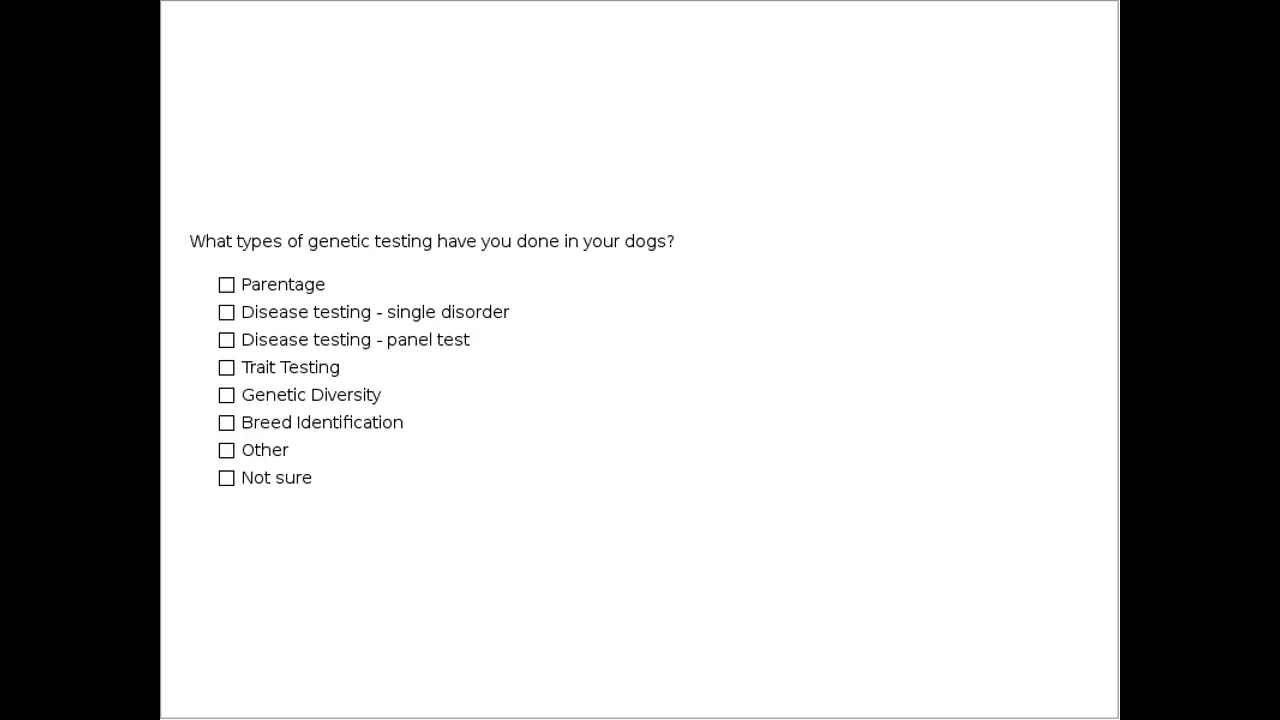 What types of genetic testing have you done in your dogs?
Parentage
Disease testing - single disorder
Disease testing - panel test
Trait Testing
Genetic Diversity
Breed Identification
Other
Not sure